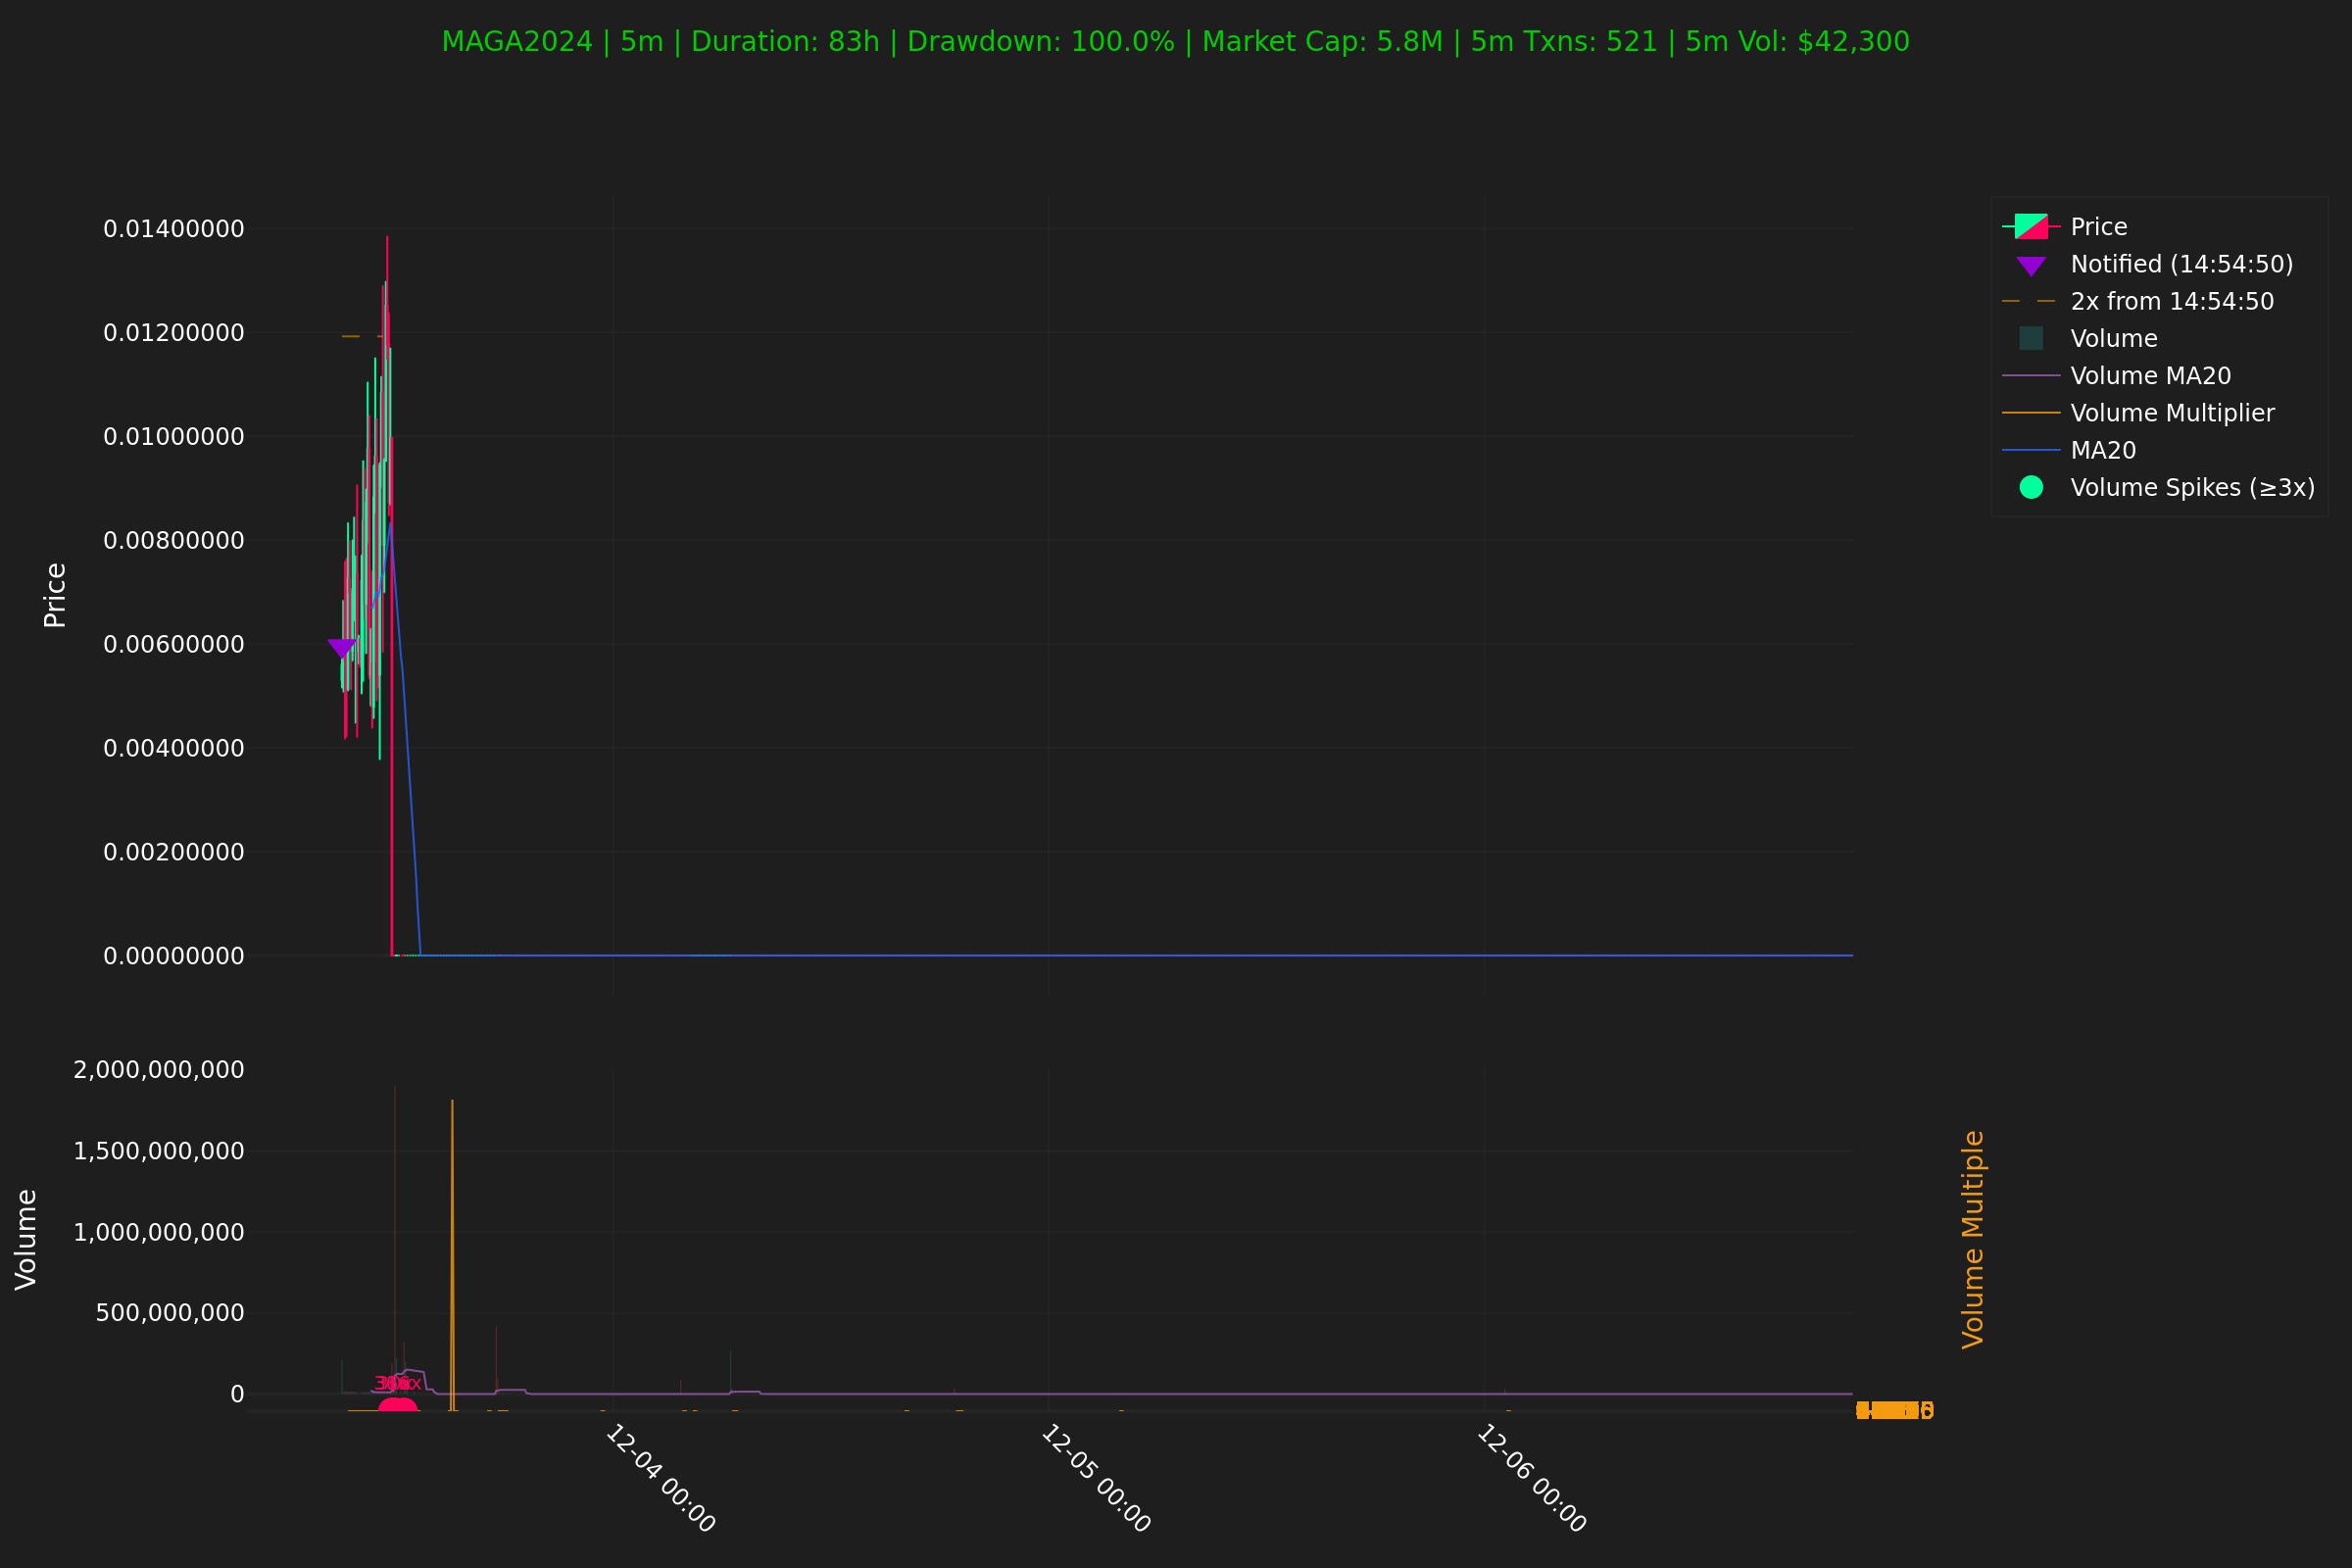 MAGA2024 | 5m | Duration: 83h | Drawdown: 100.0% | Market Cap: 5.8M | 5m Txns: 521 | 5m Vol: $42,300
Price
0.01400000
0.01200000
0.01000000
0.00800000
0.00600000
0.00400000
0.00200000
0.00000000
Price
Notified (14:54:50)
2x from 14:54:50
Volume
Volume MA20
Volume Multiplier
MA20
Volume Spikes (≥3x)
Volume
2,000,000,000
1,500,000,000
1,000,000,000
500,000,000
0
Volume Multiple
12-04 00:00
12-05 00:00
12-06 00:00